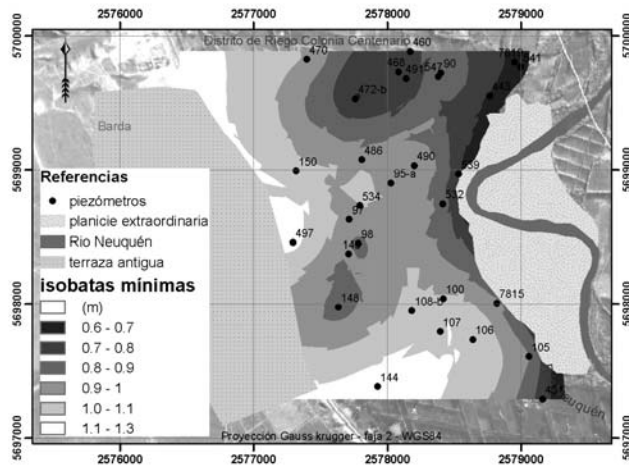 2576000 2577000 2578000 2579000
5700000 5700000
Distrito de Riego Colonia Centenario
460
470
468
491
547
90
7819
541
472-b
448
Barda
5699000 5699000
150
486
490
95-a
539
534
532
97
497
98
149
Referencias
piezómetros
planicie extraordinaria
Rio Neuquén
terraza antigua
isobatas mínimas
(m)
0.6 - 0.7
0.7 - 0.8
0.8 - 0.9
0.9 - 1
1.0 - 1.1
1.1 - 1.3
5698000 5698000
148
108-b
100
7815
107
106
105
144
Neuquén
5697000 5697000
Proyección Gauss krugger - faja 2 - WGS84
2576000 2577000 2578000 2579000